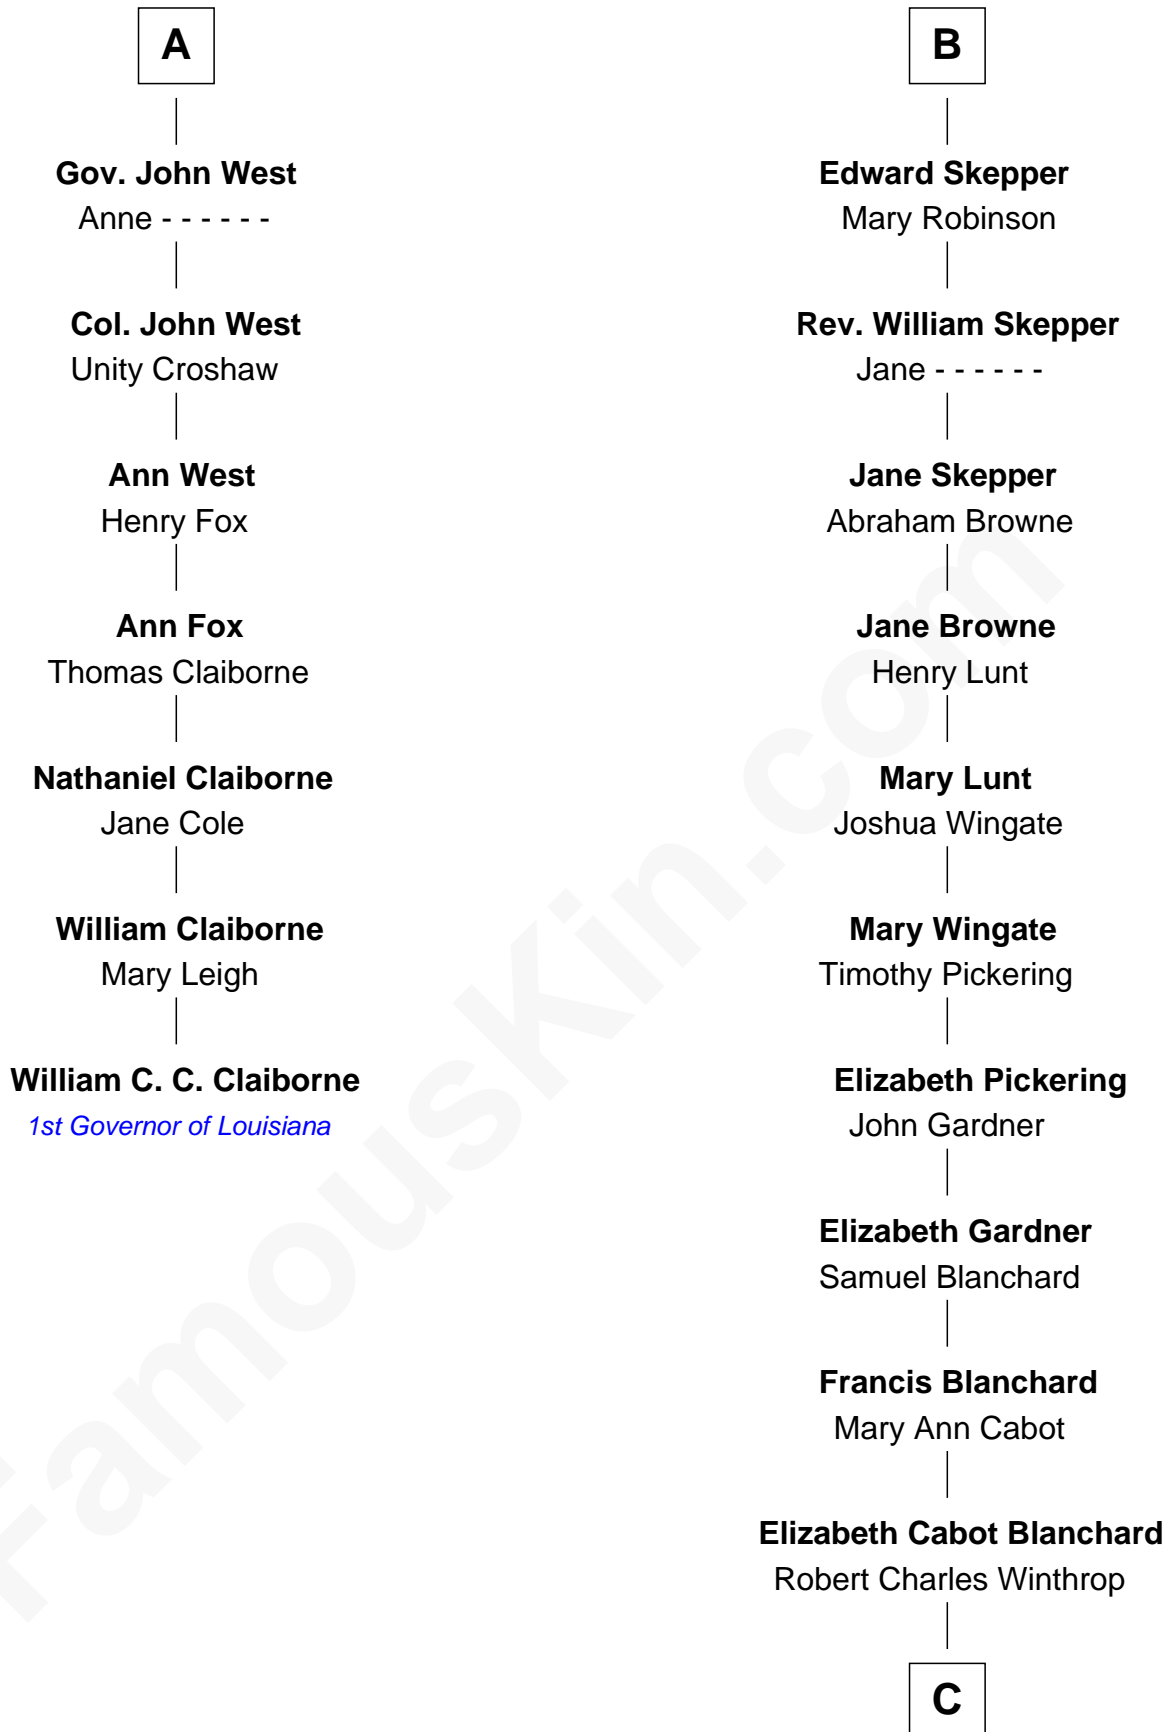 A
Gov. John West
Anne - - - - - -
Col. John West
Unity Croshaw
Ann West
Henry Fox
Ann Fox
Thomas Claiborne
Nathaniel Claiborne
Jane Cole
William Claiborne
Mary Leigh
William C. C. Claiborne
1st Governor of Louisiana
B
Edward Skepper
Mary Robinson
Rev. William Skepper
Jane - - - - - -
Jane Skepper
Abraham Browne
Jane Browne
Henry Lunt
Mary Lunt
Joshua Wingate
Mary Wingate
Timothy Pickering
Elizabeth Pickering
John Gardner
Elizabeth Gardner
Samuel Blanchard
Francis Blanchard
Mary Ann Cabot
Elizabeth Cabot Blanchard
Robert Charles Winthrop
C
FamousKin.com